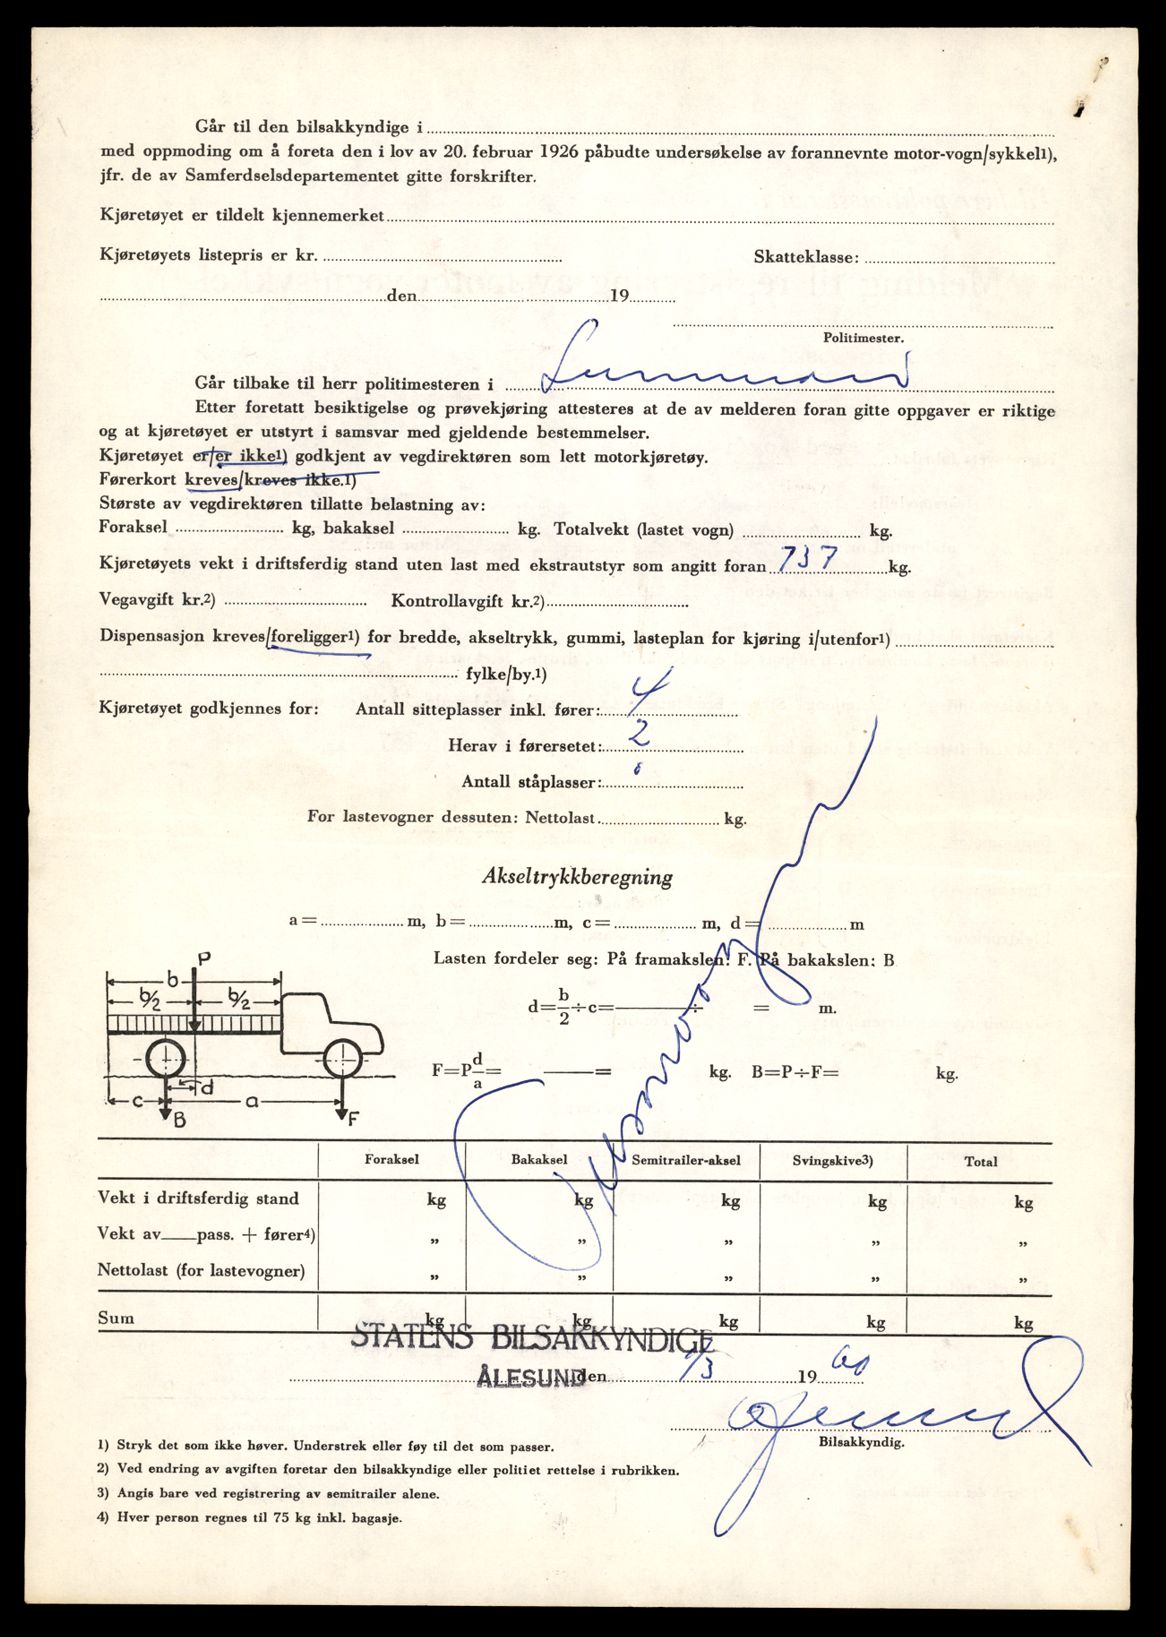 Går til den bilsakkyndige i
med oppmoding om å foreta den i lov av 20. februar 1926 påbudte undersøkelse av forannevnte motor-vogn/sykkel1),
jfr. de av Samferdselsdepartementet gitte forskrifter.
Kjøretøyet er tildelt kjennemerket
Kjøretøyets listepris er kr. Skatteklasse:
den 19
Politimester.
Går tilbake til herr politimesteren i
Etter foretatt besiktigelse og prøvekjøring attesteres at de av melderen foran gitte oppgaver er riktige
og at kjøretøyet er utstyrt i samsvar med gjeldende bestemmelser.
Kjøretøyet er/er ikke1) godkjent av vegdirektøren som lett motorkjøretøy.
Førerkort kreves/kreves ikke.1)
Største av vegdirektøren tillatte belastning av:
Foraksel kg, bakaksel kg. Totalvekt (lastet vogn) kg.
Kjøretøyets vekt i driftsferdig stand uten last med ekstrautstyr som angitt foran 737 kg.
Vegavgift kr.2) Kontrollavgift kr.2)
Dispensasjon kreves/foreligger1) for bredde, akseltrykk, gummi, lasteplan for kjøring i/utenfor1)
fylke/by.1)
Kjøretøyet godkjennes for: Antall sitteplasser inkl. fører: 4
Herav i førersetet: 2
Antall ståplasser:
For lastevogner dessuten: Nettolast kg.
Akseltrykkberegning
a= m, b= m, c= m, d= m
Lasten fordeler seg: På framakslen: F. På bakakslen: B
d=b/2÷c= ÷ = m.
F=Pd/a= = kg. B=P÷F= kg.
P
b
b/2 b/2
d
c a
B F
Foraksel Bakaksel Semitrailer-aksel Svingskive3) Total
Vekt i driftsferdig stand kg kg kg kg kg
Vekt av pass. + fører4) „ „ „ „ „
Nettolast (for lastevogner) „ „ „ „ „
Sum kg kg kg kg kg
STATENS BILSAKKYNDIGE
ÅLESUND den 1/3 19 60
Bilsakkyndig.
1) Stryk det som ikke høver. Understrek eller føy til det som passer.
2) Ved endring av avgiften foretar den bilsakkyndige eller politiet rettelse i rubrikken.
3) Angis bare ved registrering av semitrailer alene.
4) Hver person regnes til 75 kg inkl. bagasje.